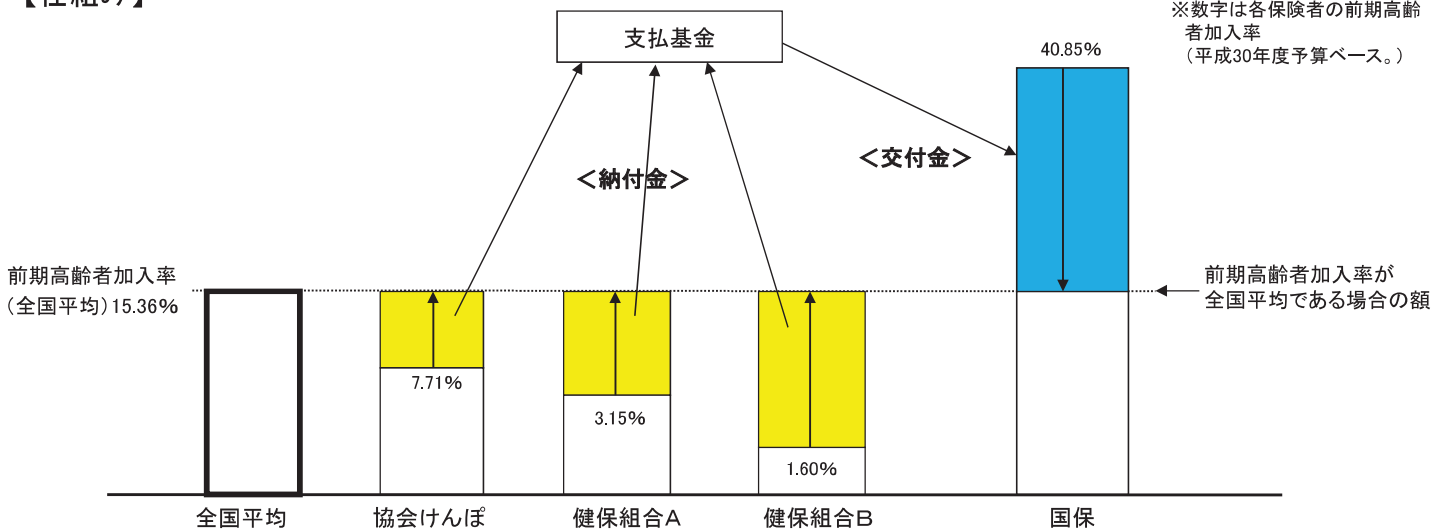 【仕組み】
支払基金
※数字は各保険者の前期高齢
者加入率
（平成30年度予算ベース。）
40.85%
＜交付金＞
＜納付金＞
前期高齢者加入率
（全国平均）15.36%
前期高齢者加入率が
全国平均である場合の額
7.71%
3.15%
1.60%
全国平均
協会けんぽ
健保組合A
健保組合B
国保